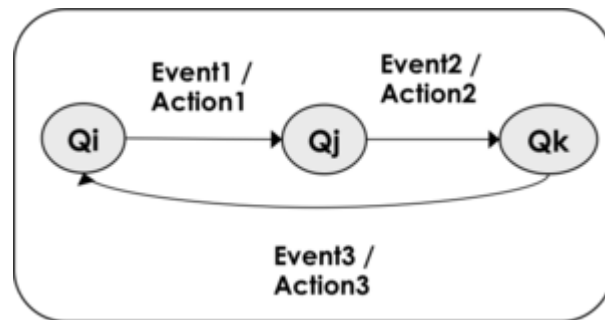 Event1 /
Action1
Event2 /
Action2
Qi
Qj
Qk
Event3 /
Action3